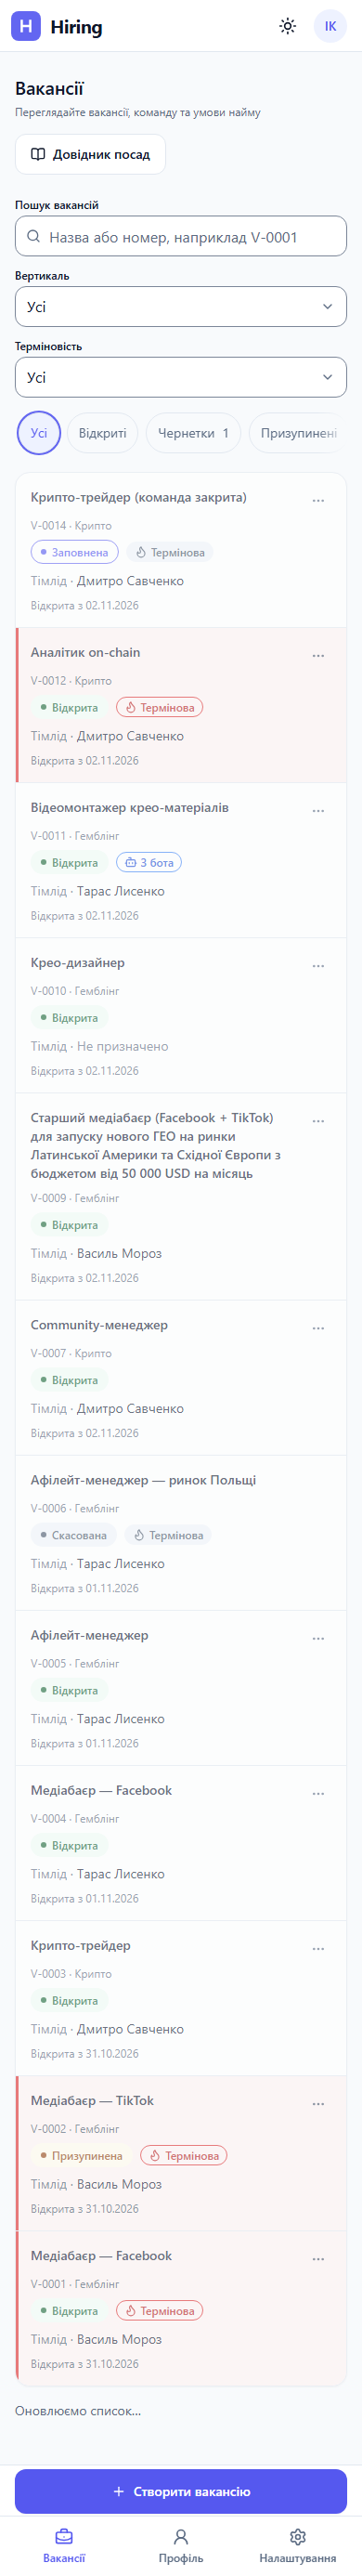 H Hiring ІК
Вакансії
Переглядайте вакансії, команду та умови найму
Довідник посад
Пошук вакансій
Назва або номер, наприклад V-0001
Вертикаль
Усі
Терміновість
Усі
Усі Відкриті Чернетки 1 Призупинені
Крипто-трейдер (команда закрита) ...
V-0014 · Крипто
Заповнена Термінова
Тімлід · Дмитро Савченко
Відкрита з 02.11.2026
Аналітик on-chain ...
V-0012 · Крипто
Відкрита Термінова
Тімлід · Дмитро Савченко
Відкрита з 02.11.2026
Відеомонтажер крео-матеріалів ...
V-0011 · Гемблінг
Відкрита З бота
Тімлід · Тарас Лисенко
Відкрита з 02.11.2026
Крео-дизайнер ...
V-0010 · Гемблінг
Відкрита
Тімлід · Не призначено
Відкрита з 02.11.2026
Старший медіабаєр (Facebook + TikTok) ...
для запуску нового ГЕО на ринки
Латинської Америки та Східної Європи з
бюджетом від 50 000 USD на місяць
V-0009 · Гемблінг
Відкрита
Тімлід · Василь Мороз
Відкрита з 02.11.2026
Community-менеджер ...
V-0007 · Крипто
Відкрита
Тімлід · Дмитро Савченко
Відкрита з 02.11.2026
Афілейт-менеджер — ринок Польщі
V-0006 · Гемблінг
Скасована Термінова
Тімлід · Тарас Лисенко
Відкрита з 01.11.2026
Афілейт-менеджер ...
V-0005 · Гемблінг
Відкрита
Тімлід · Тарас Лисенко
Відкрита з 01.11.2026
Медіабаєр — Facebook ...
V-0004 · Гемблінг
Відкрита
Тімлід · Тарас Лисенко
Відкрита з 01.11.2026
Крипто-трейдер ...
V-0003 · Крипто
Відкрита
Тімлід · Дмитро Савченко
Відкрита з 31.10.2026
Медіабаєр — TikTok ...
V-0002 · Гемблінг
Призупинена Термінова
Тімлід · Василь Мороз
Відкрита з 31.10.2026
Медіабаєр — Facebook ...
V-0001 · Гемблінг
Відкрита Термінова
Тімлід · Василь Мороз
Відкрита з 31.10.2026
Оновлюємо список...
+ Створити вакансію
Вакансії Профіль Налаштування